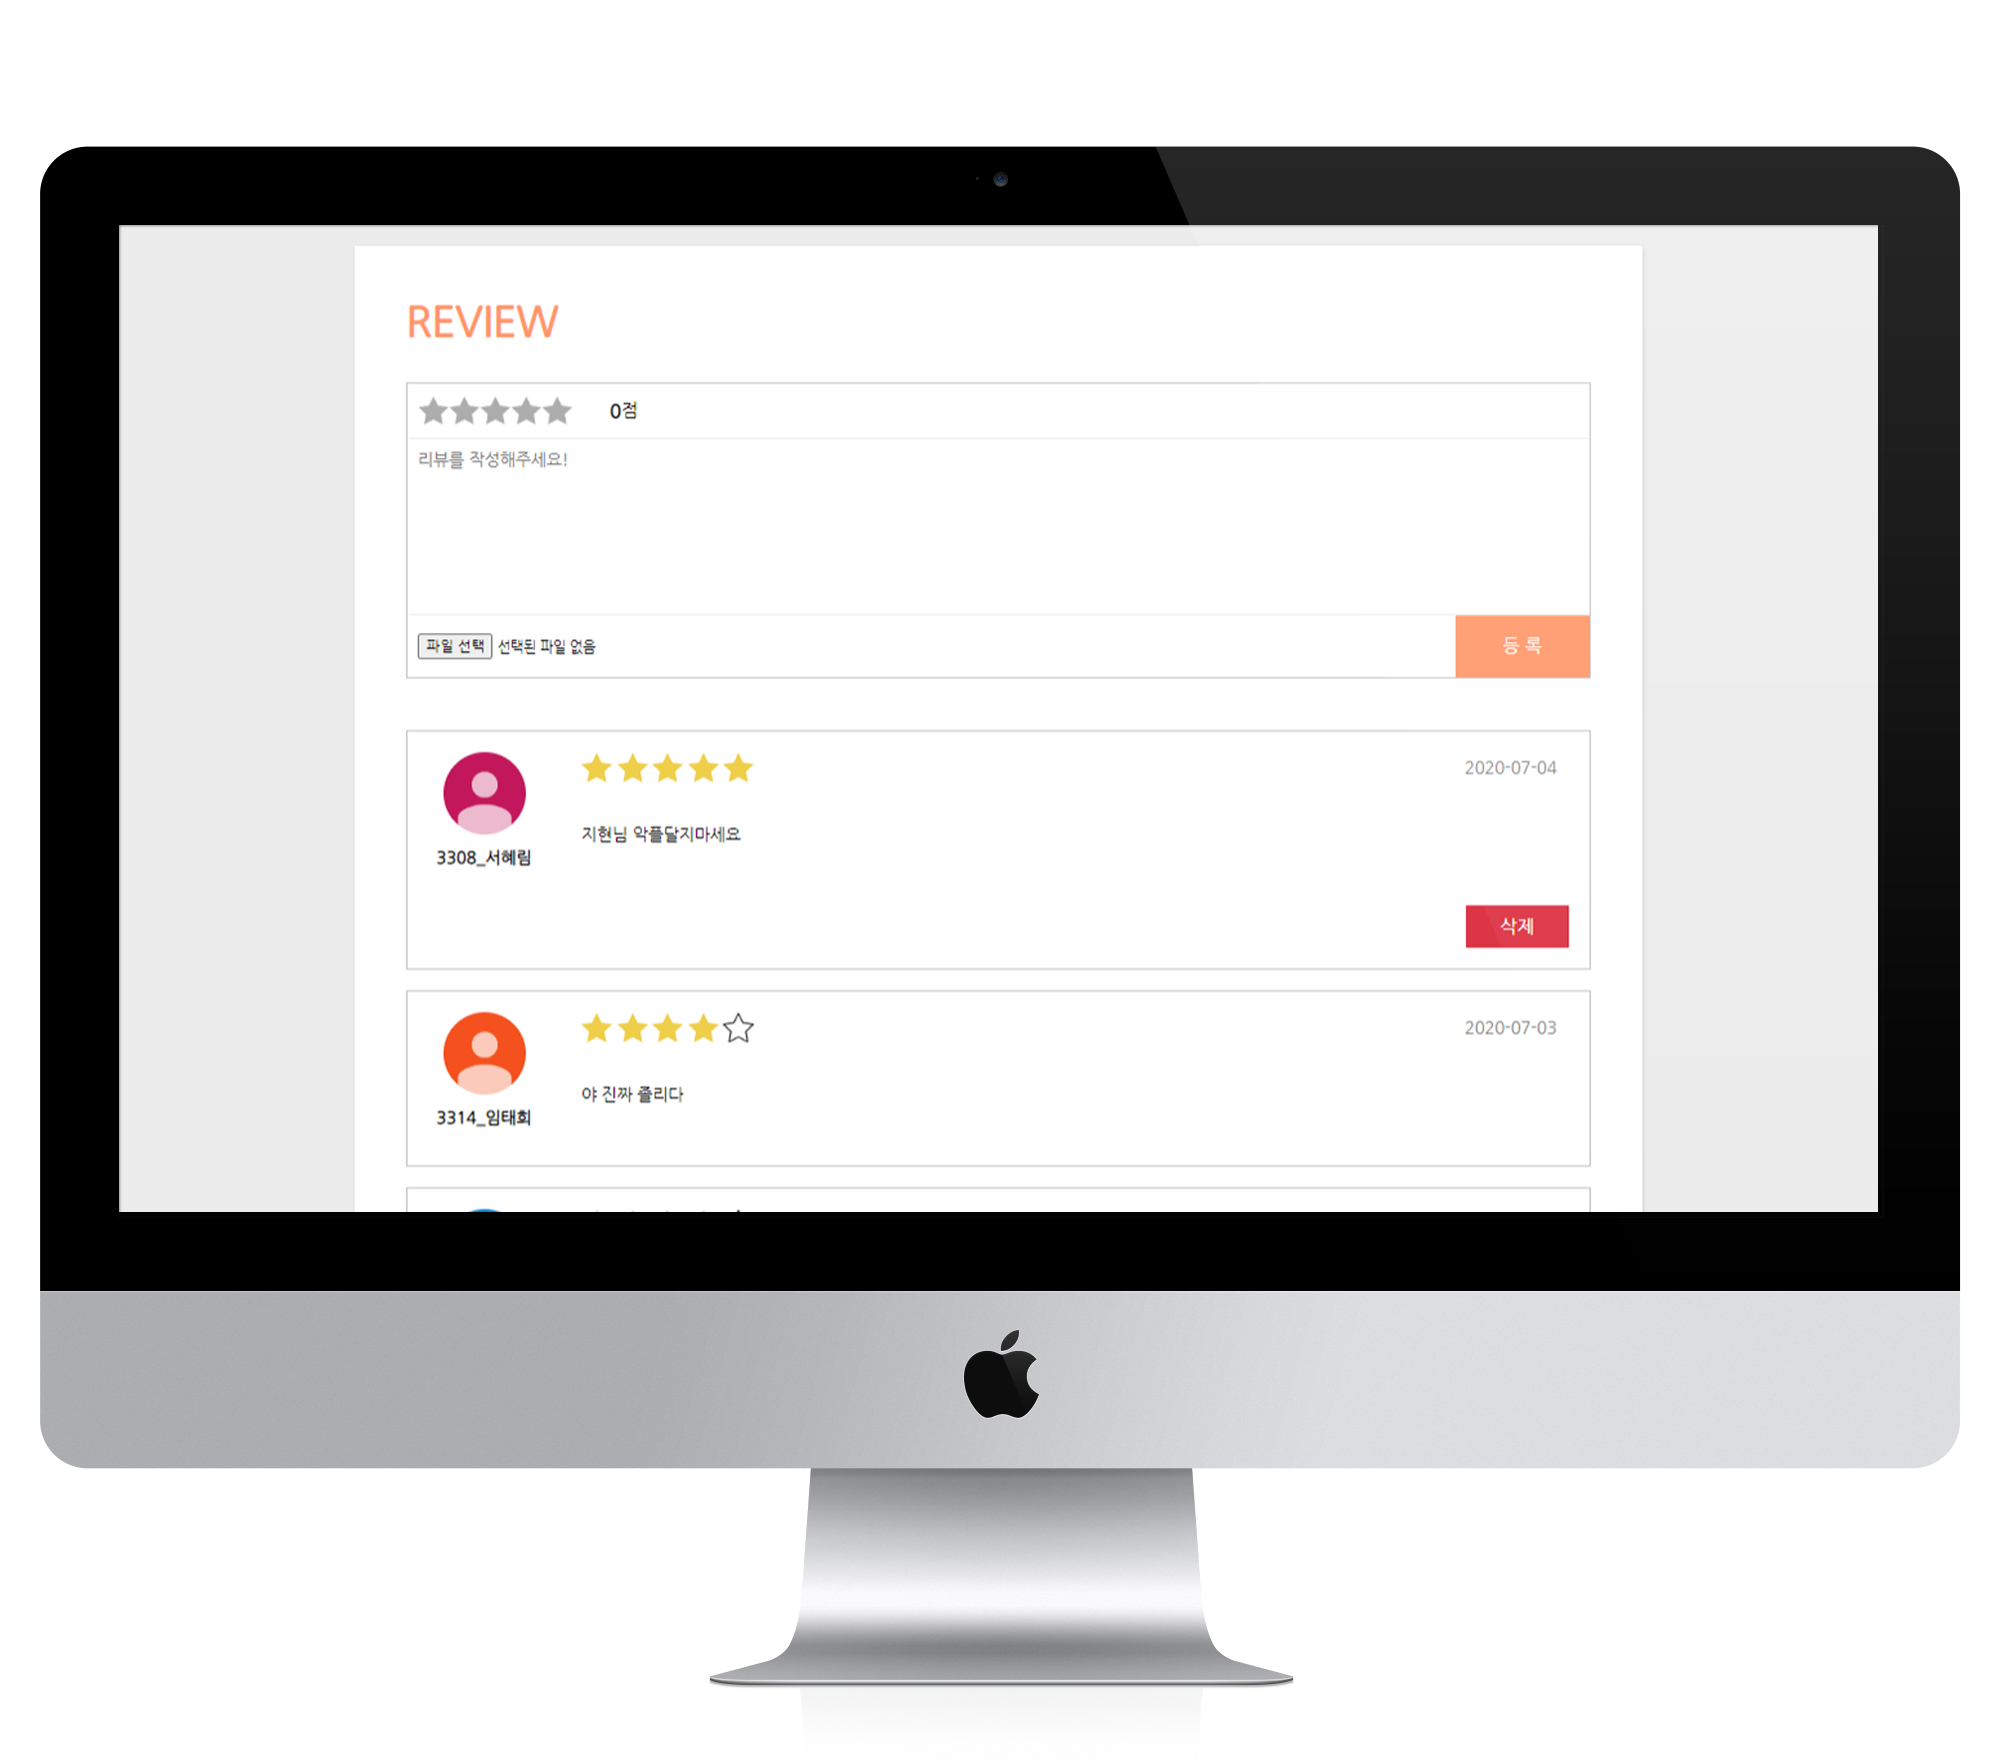 REVIEW
0점
리뷰를 작성해주세요!
파일 선택 선택된 파일 없음
등 록
2020-07-04
지현님 악플달지마세요
3308_서혜림
삭제
2020-07-03
야 진짜 졸리다
3314_임태희